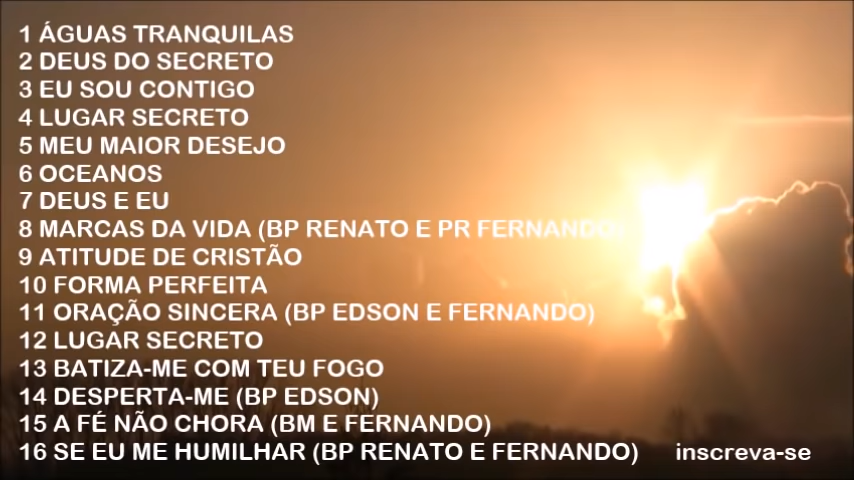 1 ÁGUAS TRANQUILAS
2 DEUS DO SECRETO
3 EU SOU CONTIGO
4 LUGAR SECRETO
5 MEU MAIOR DESEJO
6 OCEANOS
7 DEUS E EU
8 MARCAS DA VIDA (BP RENATO E PR FERNANDO)
9 ATITUDE DE CRISTÃO
10 FORMA PERFEITA
11 ORAÇÃO SINCERA (BP EDSON E FERNANDO)
12 LUGAR SECRETO
13 BATIZA-ME COM TEU FOGO
14 DESPERTA-ME (BP EDSON)
15 A FÉ NÃO CHORA (BM E FERNANDO)
16 SE EU ME HUMILHAR (BP RENATO E FERNANDO) inscreva-se